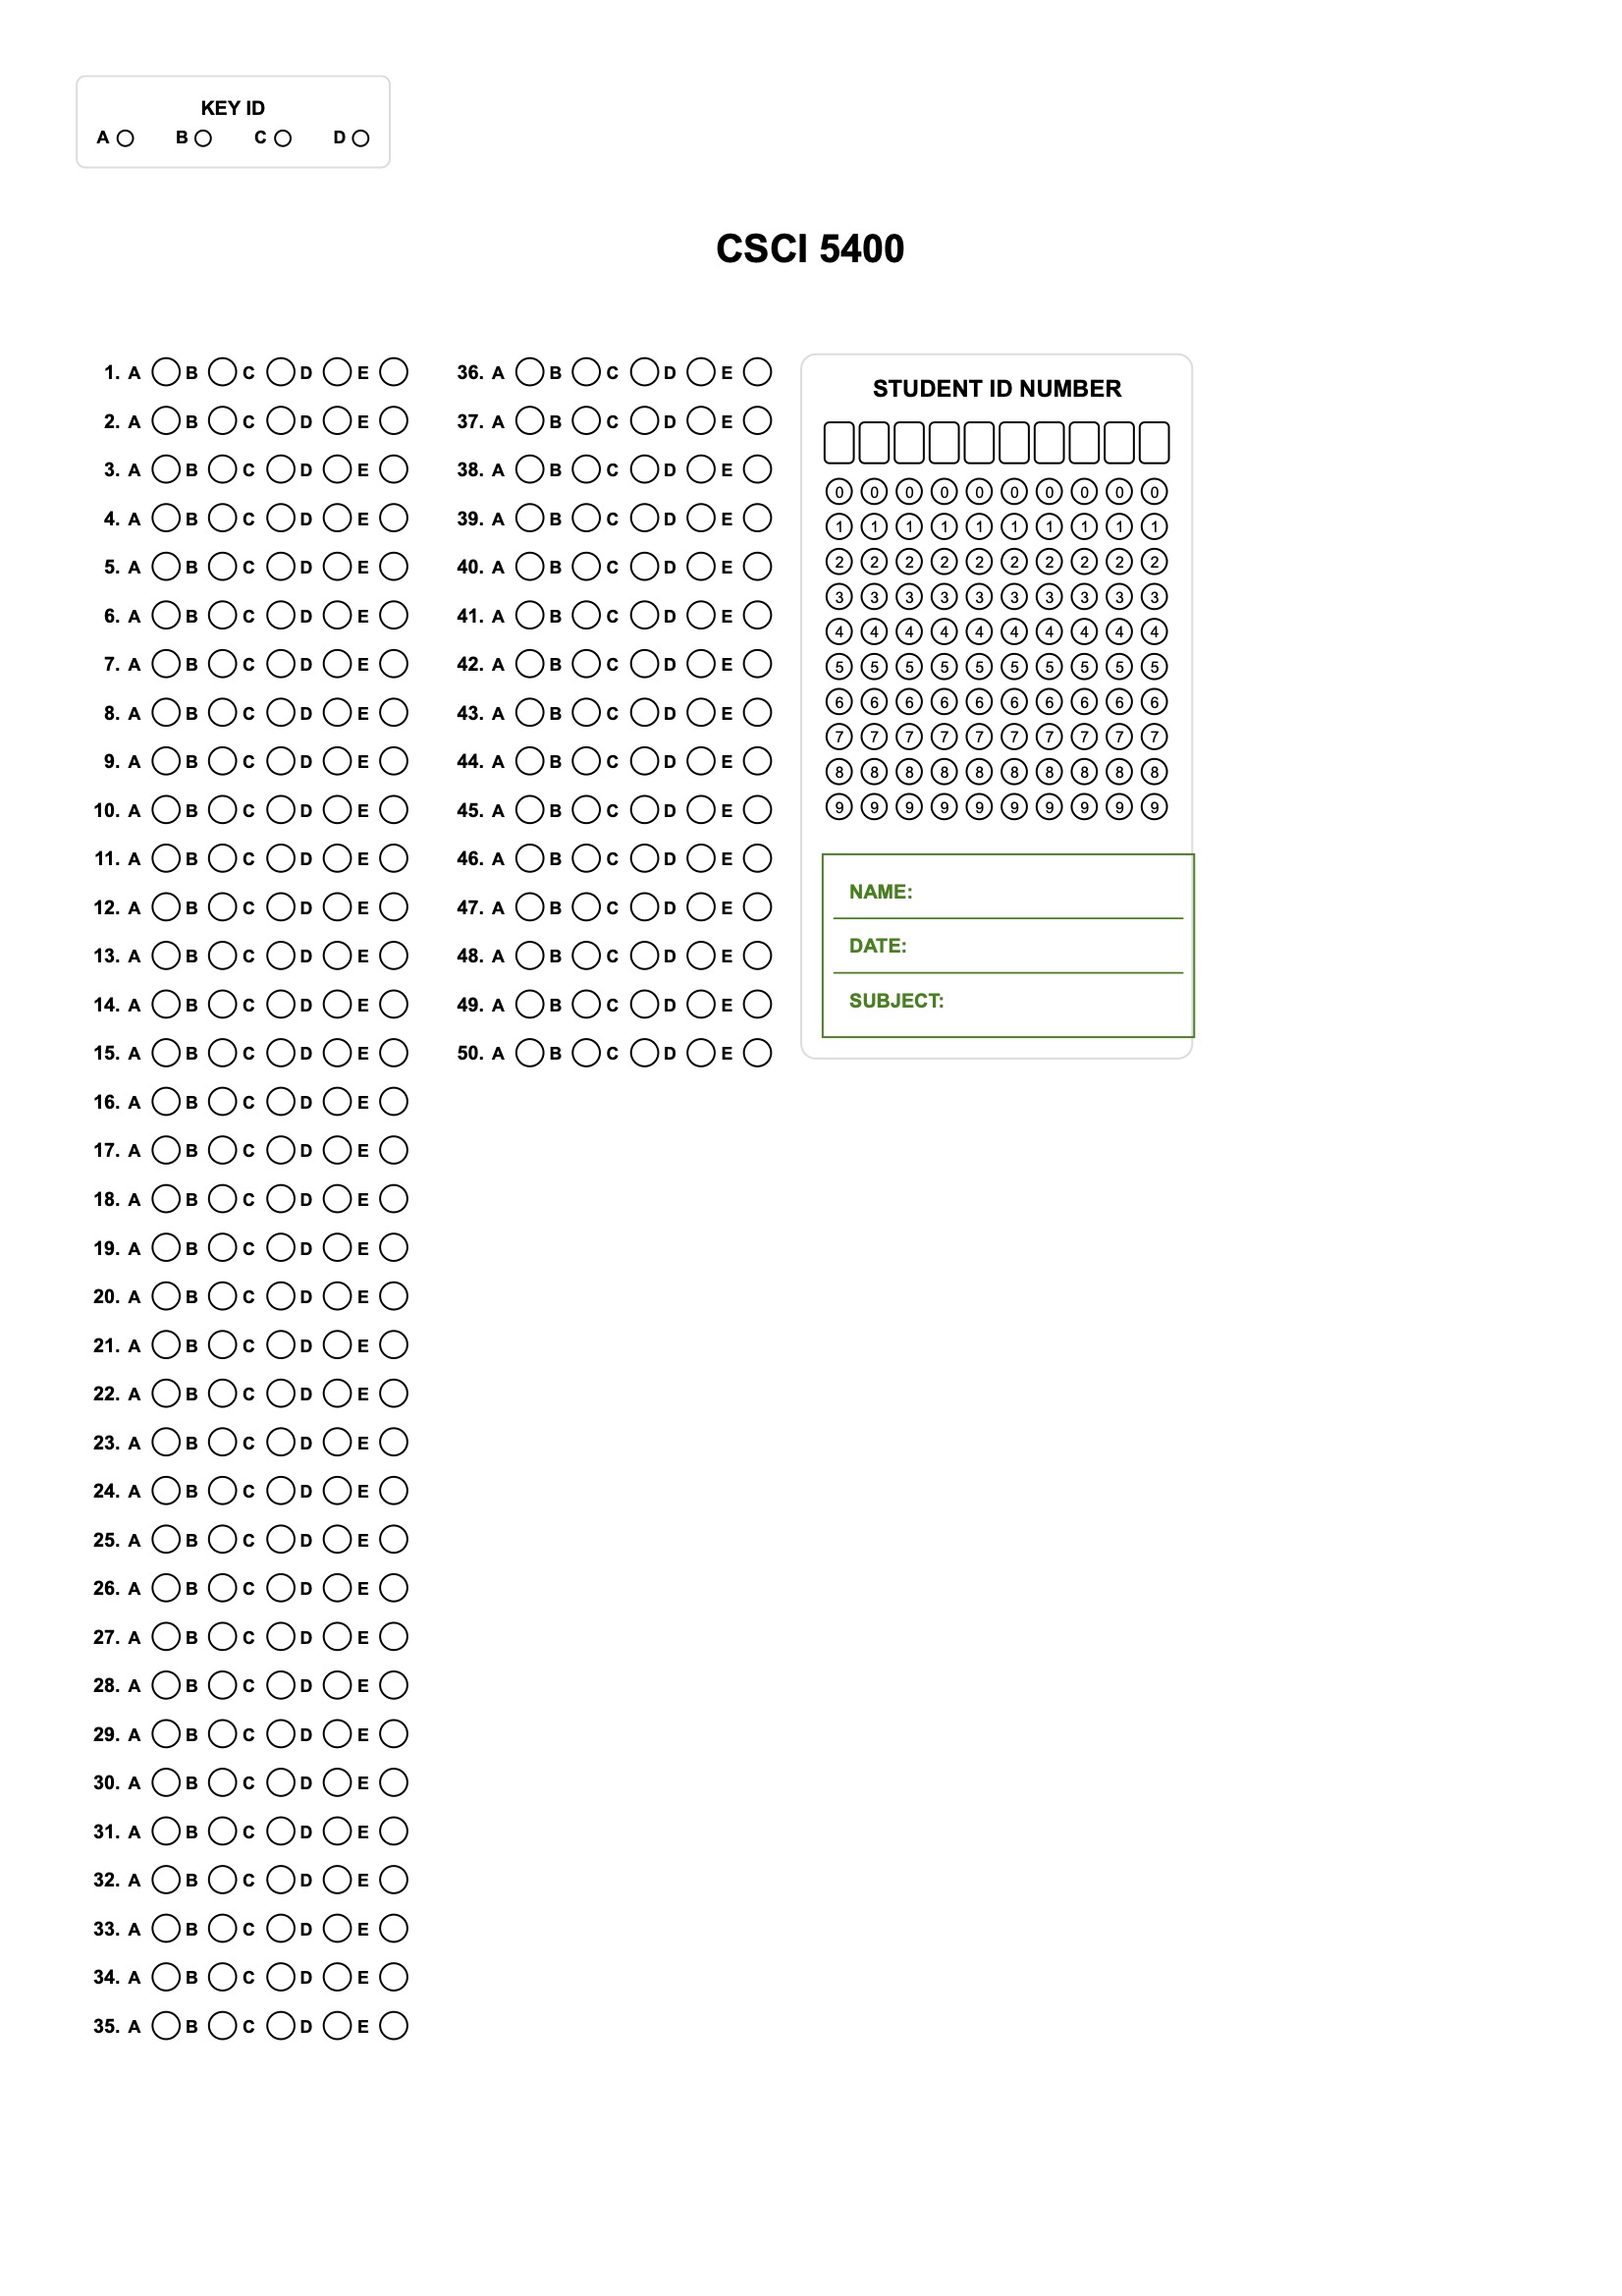 KEY ID
A B C D
CSCI 5400
1. A B C D E
2. A B C D E
3. A B C D E
4. A B C D E
5. A B C D E
6. A B C D E
7. A B C D E
8. A B C D E
9. A B C D E
10. A B C D E
11. A B C D E
12. A B C D E
13. A B C D E
14. A B C D E
15. A B C D E
16. A B C D E
17. A B C D E
18. A B C D E
19. A B C D E
20. A B C D E
21. A B C D E
22. A B C D E
23. A B C D E
24. A B C D E
25. A B C D E
26. A B C D E
27. A B C D E
28. A B C D E
29. A B C D E
30. A B C D E
31. A B C D E
32. A B C D E
33. A B C D E
34. A B C D E
35. A B C D E
36. A B C D E
37. A B C D E
38. A B C D E
39. A B C D E
40. A B C D E
41. A B C D E
42. A B C D E
43. A B C D E
44. A B C D E
45. A B C D E
46. A B C D E
47. A B C D E
48. A B C D E
49. A B C D E
50. A B C D E
STUDENT ID NUMBER
0 0 0 0 0 0 0 0 0 0
1 1 1 1 1 1 1 1 1 1
2 2 2 2 2 2 2 2 2 2
3 3 3 3 3 3 3 3 3 3
4 4 4 4 4 4 4 4 4 4
5 5 5 5 5 5 5 5 5 5
6 6 6 6 6 6 6 6 6 6
7 7 7 7 7 7 7 7 7 7
8 8 8 8 8 8 8 8 8 8
9 9 9 9 9 9 9 9 9 9
NAME:
DATE:
SUBJECT: